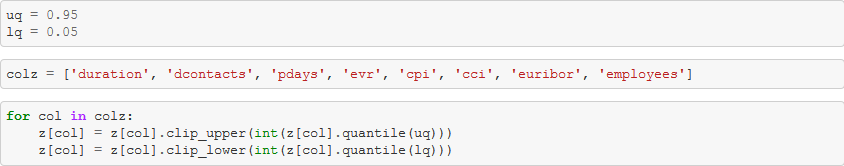 uq = 0.95
lq = 0.05
colz = ['duration', 'dcontacts', 'pdays', 'evr', 'cpi', 'cci', 'euribor', 'employees']
for col in colz:
    z[col] = z[col].clip_upper(int(z[col].quantile(uq)))
    z[col] = z[col].clip_lower(int(z[col].quantile(lq)))